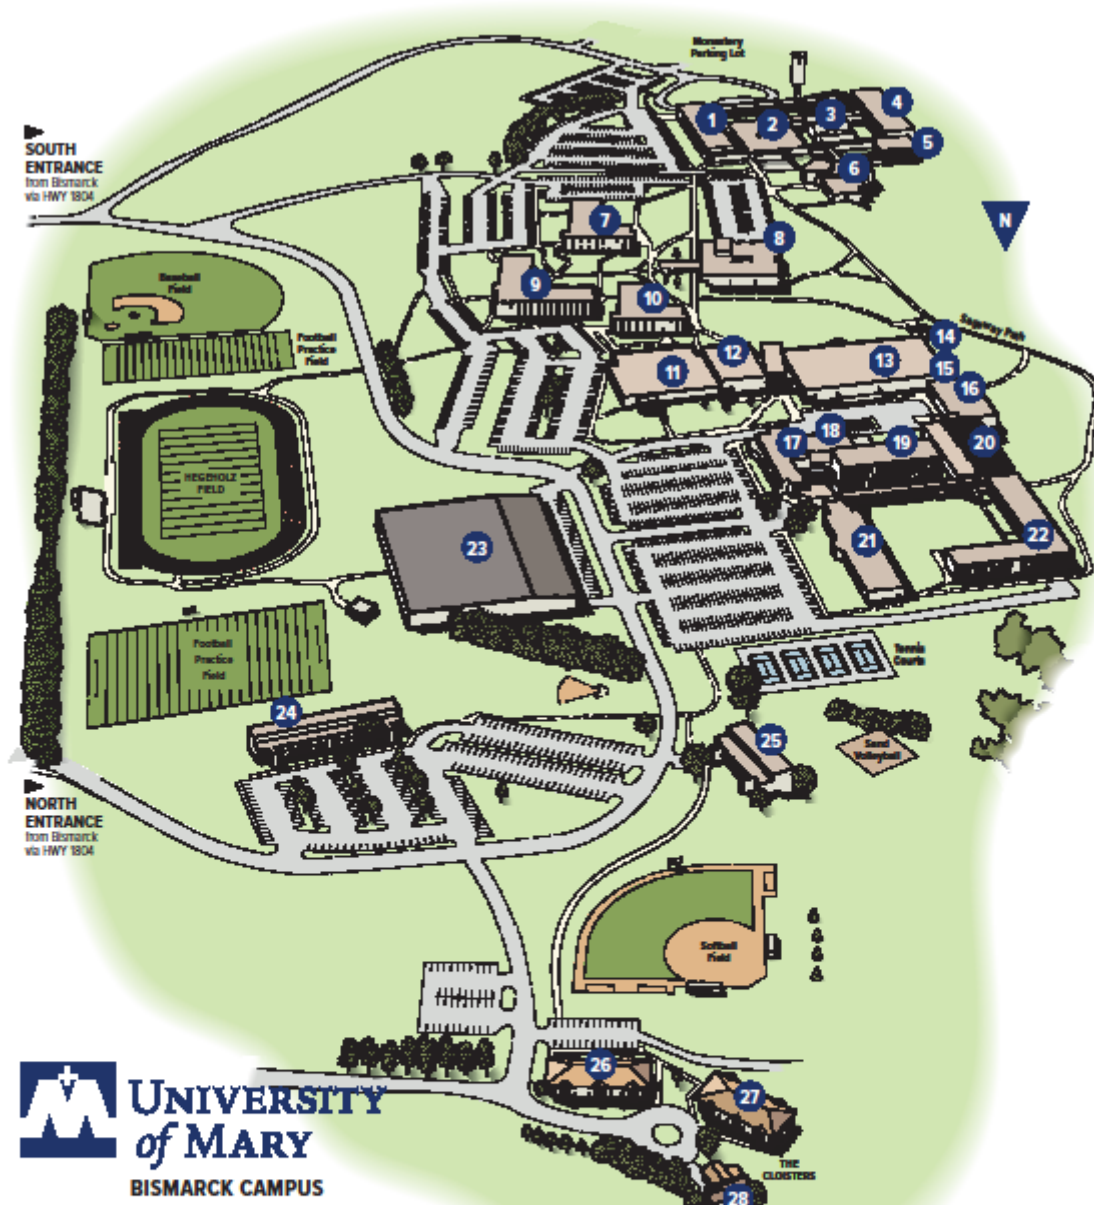 Monastery
Parking Lot
SOUTH
ENTRANCE
from Bismarck
via HWY 1804
1
2
3
4
5
6
N
7
8
9
10
Baseball
Field
Football
Practice
Field
14
12
13
15
11
16
18
17
19
20
HEGEHOLZ
FIELD
23
21
22
Football
Practice
Field
Tennis
Courts
24
25
Sand
Volleyball
NORTH
ENTRANCE
from Bismarck
via HWY 1804
Softball
Field
26
27
THE
CLOISTERS
28
UNIVERSITY
of MARY
BISMARCK CAMPUS